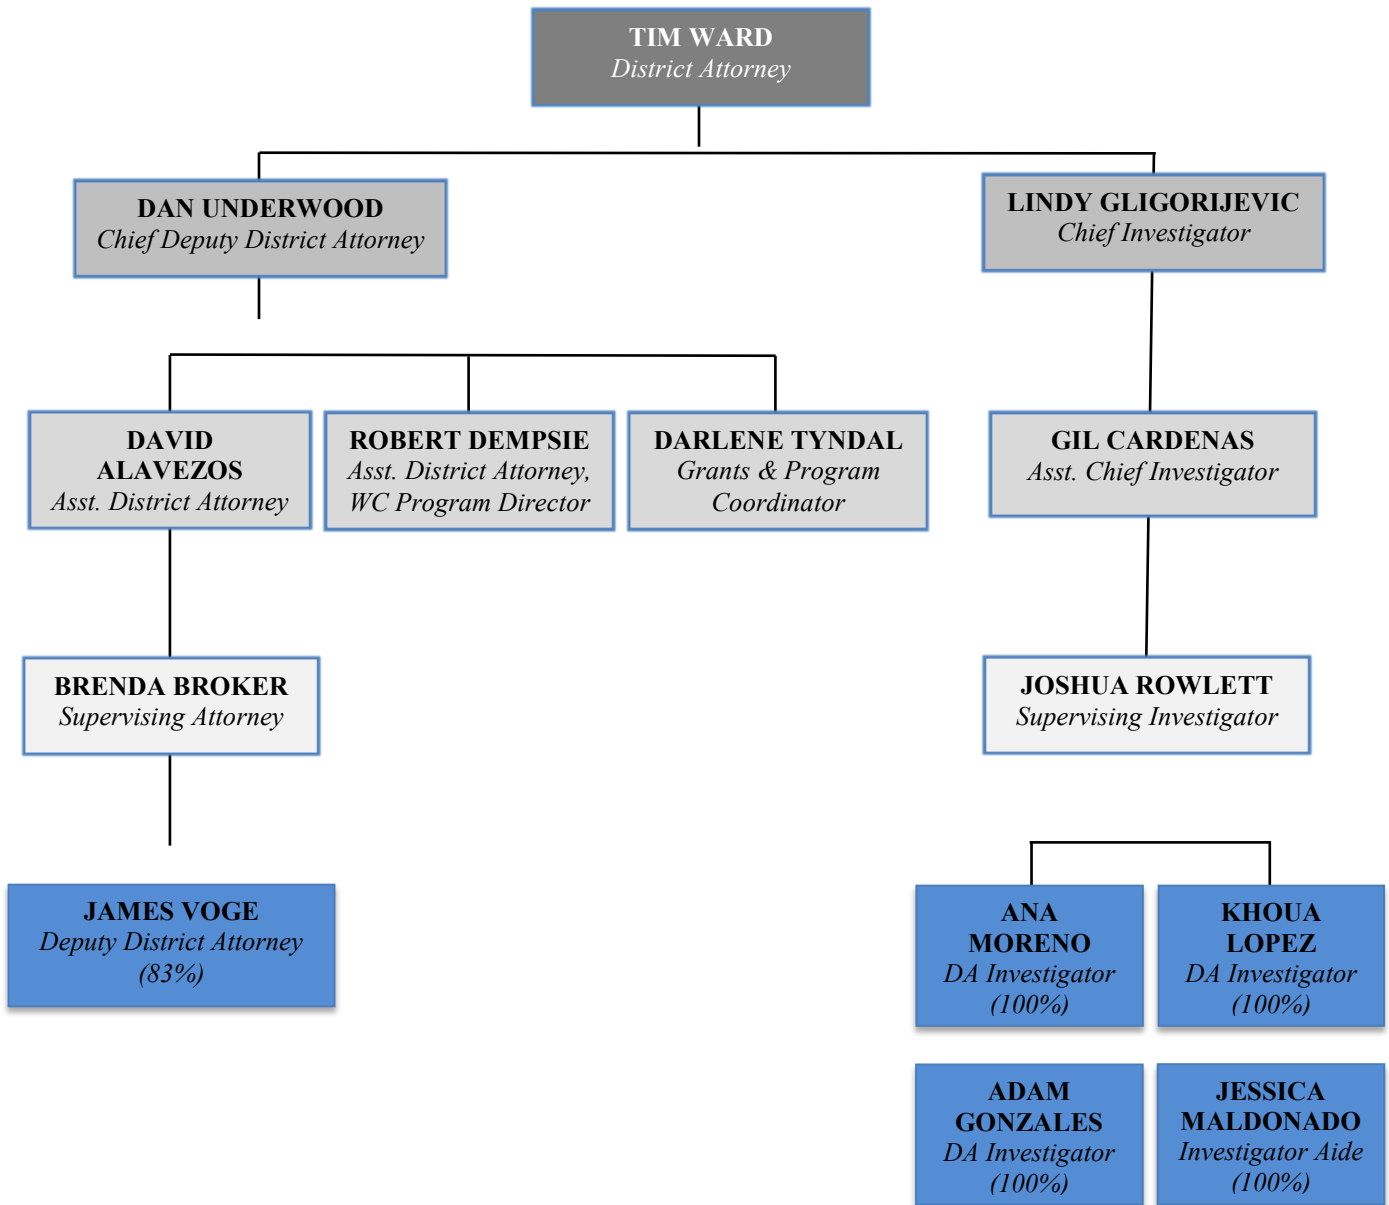 TIM WARD
District Attorney
DAN UNDERWOOD
Chief Deputy District Attorney
LINDY GLIGORIJEVIC
Chief Investigator
DAVID
ALAVEZOS
Asst. District Attorney
ROBERT DEMPSIE
Asst. District Attorney,
WC Program Director
DARLENE TYNDAL
Grants & Program
Coordinator
GIL CARDENAS
Asst. Chief Investigator
BRENDA BROKER
Supervising Attorney
JOSHUA ROWLETT
Supervising Investigator
JAMES VOGE
Deputy District Attorney
(83%)
ANA
MORENO
DA Investigator
(100%)
KHOUA
LOPEZ
DA Investigator
(100%)
ADAM
GONZALES
DA Investigator
(100%)
JESSICA
MALDONADO
Investigator Aide
(100%)